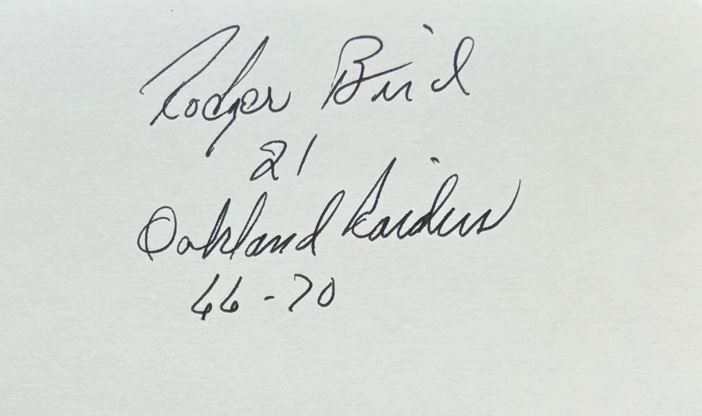 Rodger Bird
21
Oakland Raiders
66-70